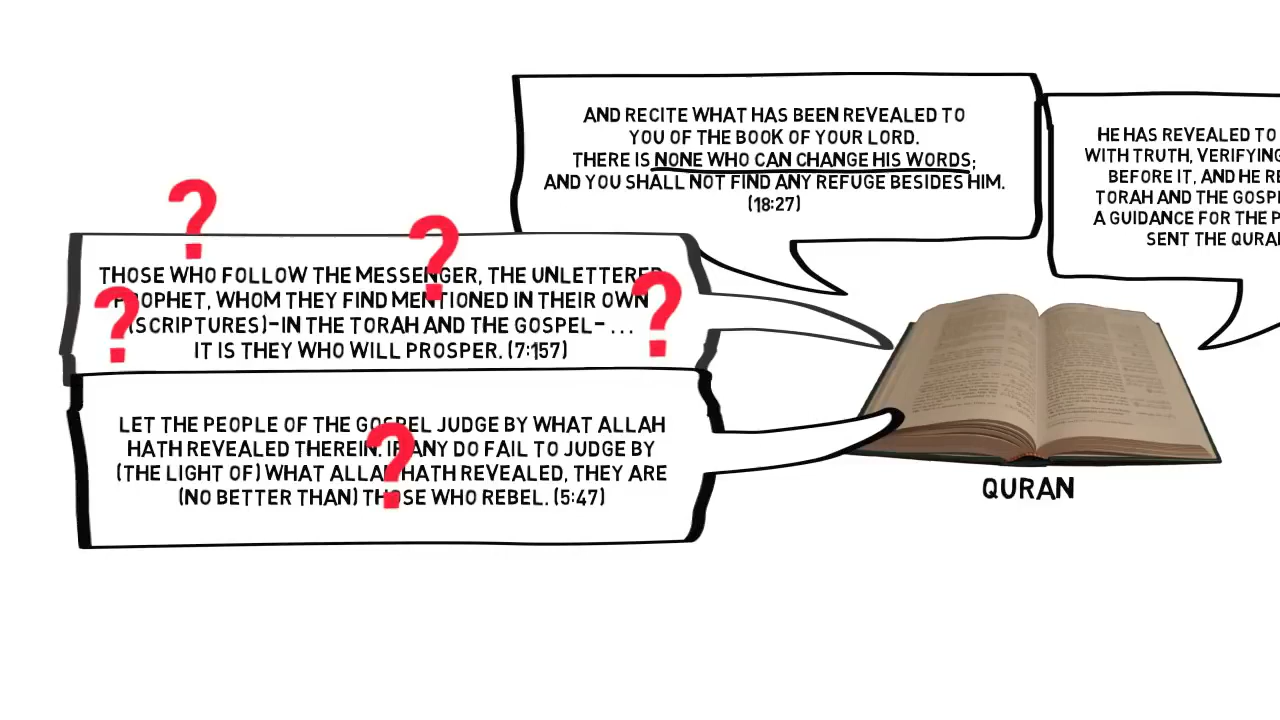 AND RECITE WHAT HAS BEEN REVEALED TO
YOU OF THE BOOK OF YOUR LORD.
THERE IS NONE WHO CAN CHANGE HIS WORDS;
AND YOU SHALL NOT FIND ANY REFUGE BESIDES HIM.
(18:27)
HE HAS REVEALED TO
WITH TRUTH, VERIFYING
BEFORE IT, AND HE RE
TORAH AND THE GOSP
A GUIDANCE FOR THE P
SENT THE QURA
THOSE WHO FOLLOW THE MESSENGER, THE UNLETTERED
PROPHET, WHOM THEY FIND MENTIONED IN THEIR OWN
(SCRIPTURES)-IN THE TORAH AND THE GOSPEL- ...
IT IS THEY WHO WILL PROSPER. (7:157)
LET THE PEOPLE OF THE GOSPEL JUDGE BY WHAT ALLAH
HATH REVEALED THEREIN. IF ANY DO FAIL TO JUDGE BY
(THE LIGHT OF) WHAT ALLAH HATH REVEALED, THEY ARE
(NO BETTER THAN) THOSE WHO REBEL. (5:47)
? ? ? ? ?
QURAN